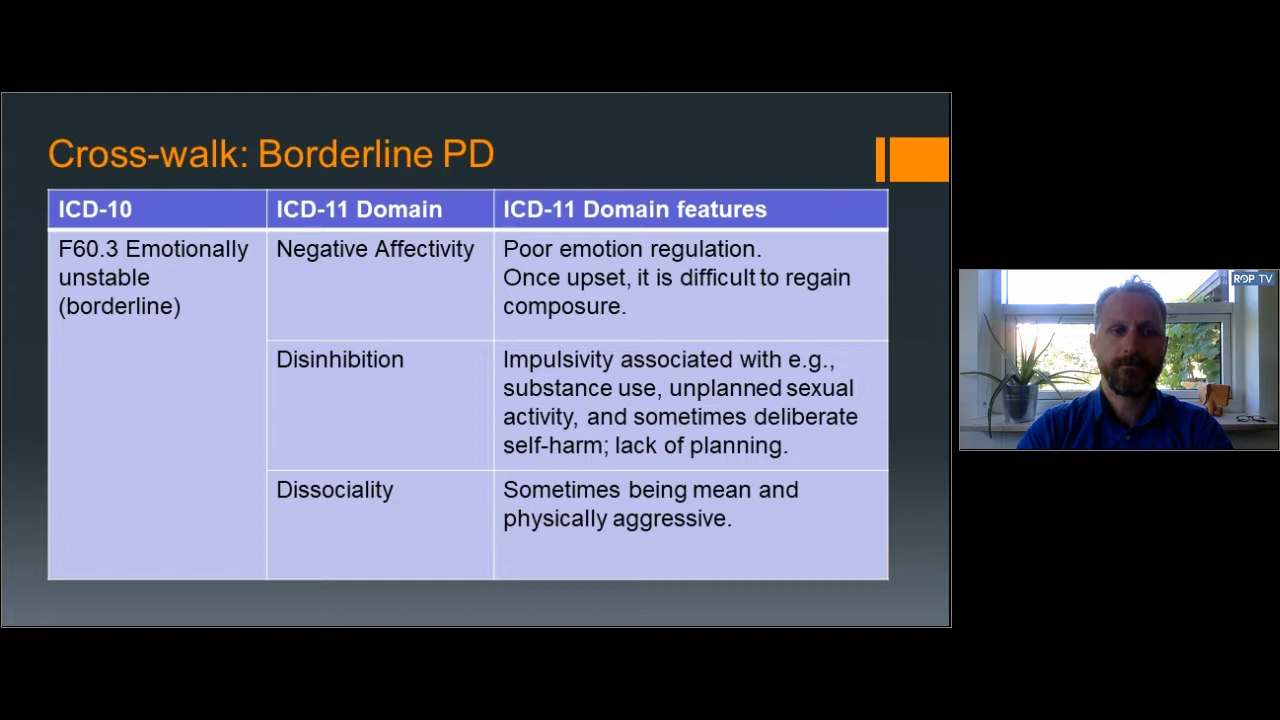 Cross-walk: Borderline PD
ICD-10
ICD-11 Domain
ICD-11 Domain features
F60.3 Emotionally
unstable
(borderline)
Negative Affectivity
Poor emotion regulation.
Once upset, it is difficult to regain
composure.
Disinhibition
Impulsivity associated with e.g.,
substance use, unplanned sexual
activity, and sometimes deliberate
self-harm; lack of planning.
Dissociality
Sometimes being mean and
physically aggressive.
ROP TV